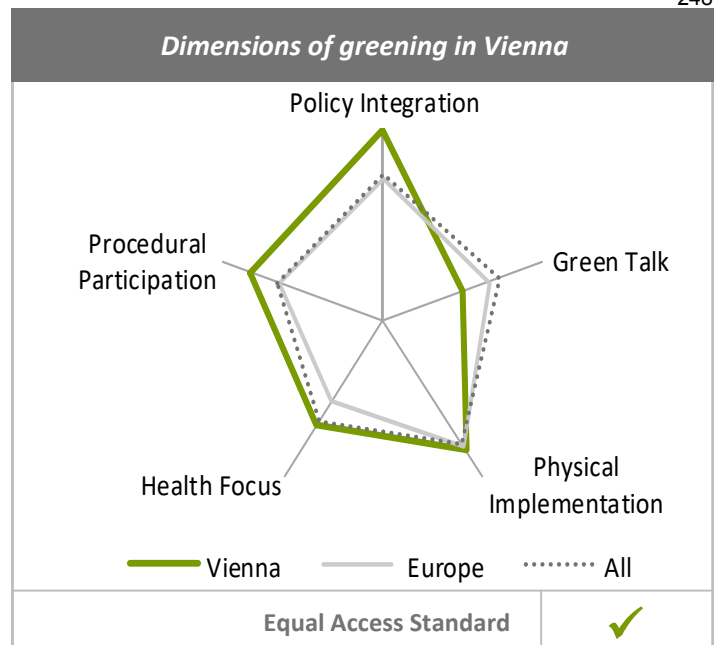 Dimensions of greening in Vienna
Policy Integration
Procedural
Participation
Green Talk
Health Focus
Physical
Implementation
Vienna
Europe
All
Equal Access Standard